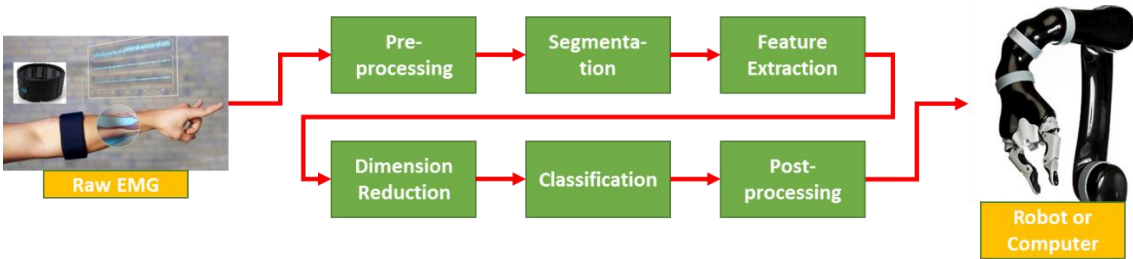 Pre-
processing
Segmenta-
tion
Feature
Extraction
Raw EMG
Dimension
Reduction
Classification
Post-
processing
Robot or
Computer